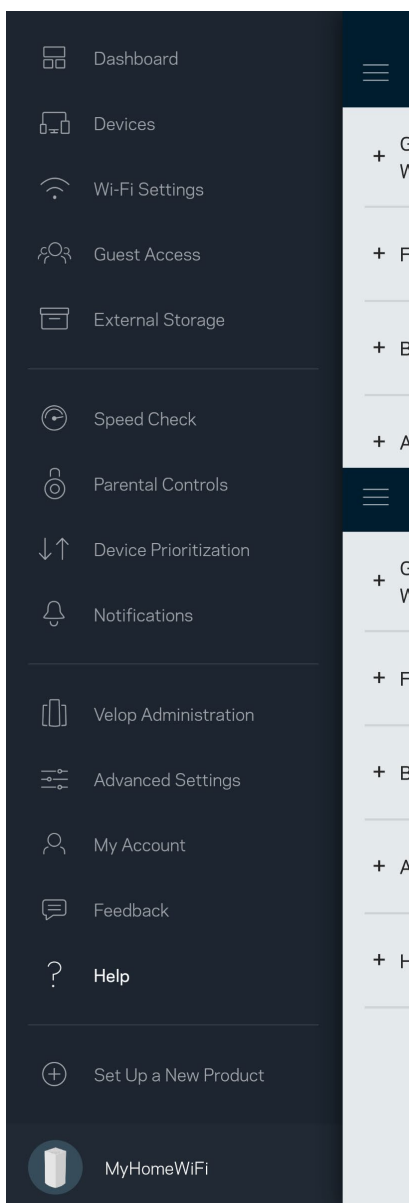 Dashboard
Devices
Wi-Fi Settings
Guest Access
External Storage
Speed Check
Parental Controls
Device Prioritization
Notifications
Velop Administration
Advanced Settings
My Account
Feedback
Help
Set Up a New Product
MyHomeWiFi